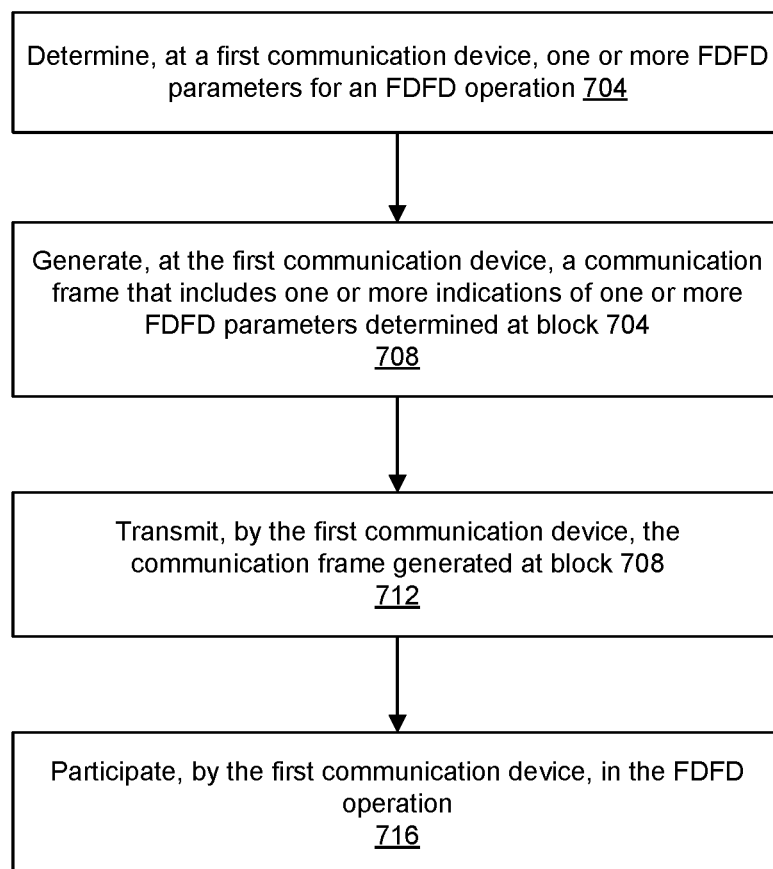 Determine, at a first communication device, one or more FDFD
parameters for an FDFD operation 704
Generate, at the first communication device, a communication
frame that includes one or more indications of one or more
FDFD parameters determined at block 704
708
Transmit, by the first communication device, the
communication frame generated at block 708
712
Participate, by the first communication device, in the FDFD
operation
716